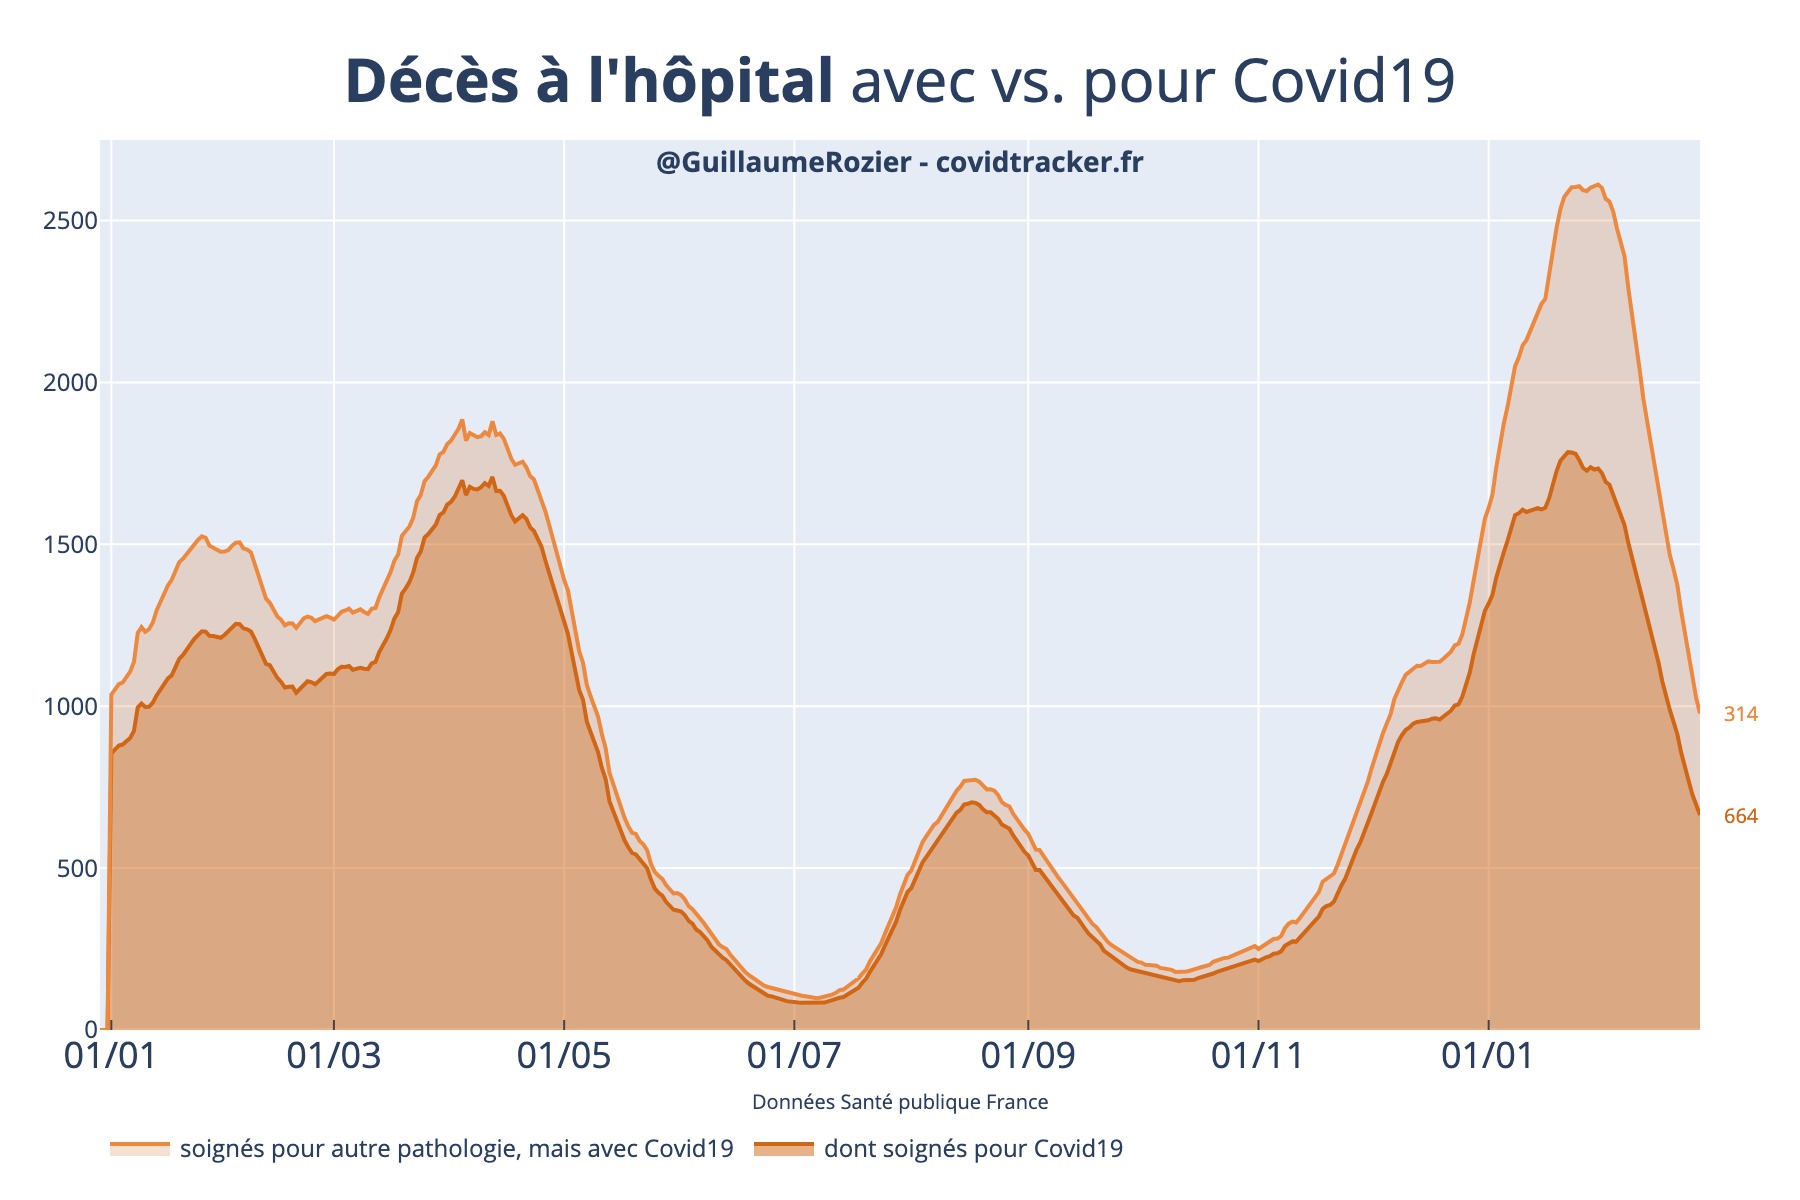 Décès à l'hôpital avec vs. pour Covid19
@GuillaumeRozier - covidtracker.fr
2500
2000
1500
1000
500
0
314
664
01/01 01/03 01/05 01/07 01/09 01/11 01/01
Données Santé publique France
soignés pour autre pathologie, mais avec Covid19 dont soignés pour Covid19